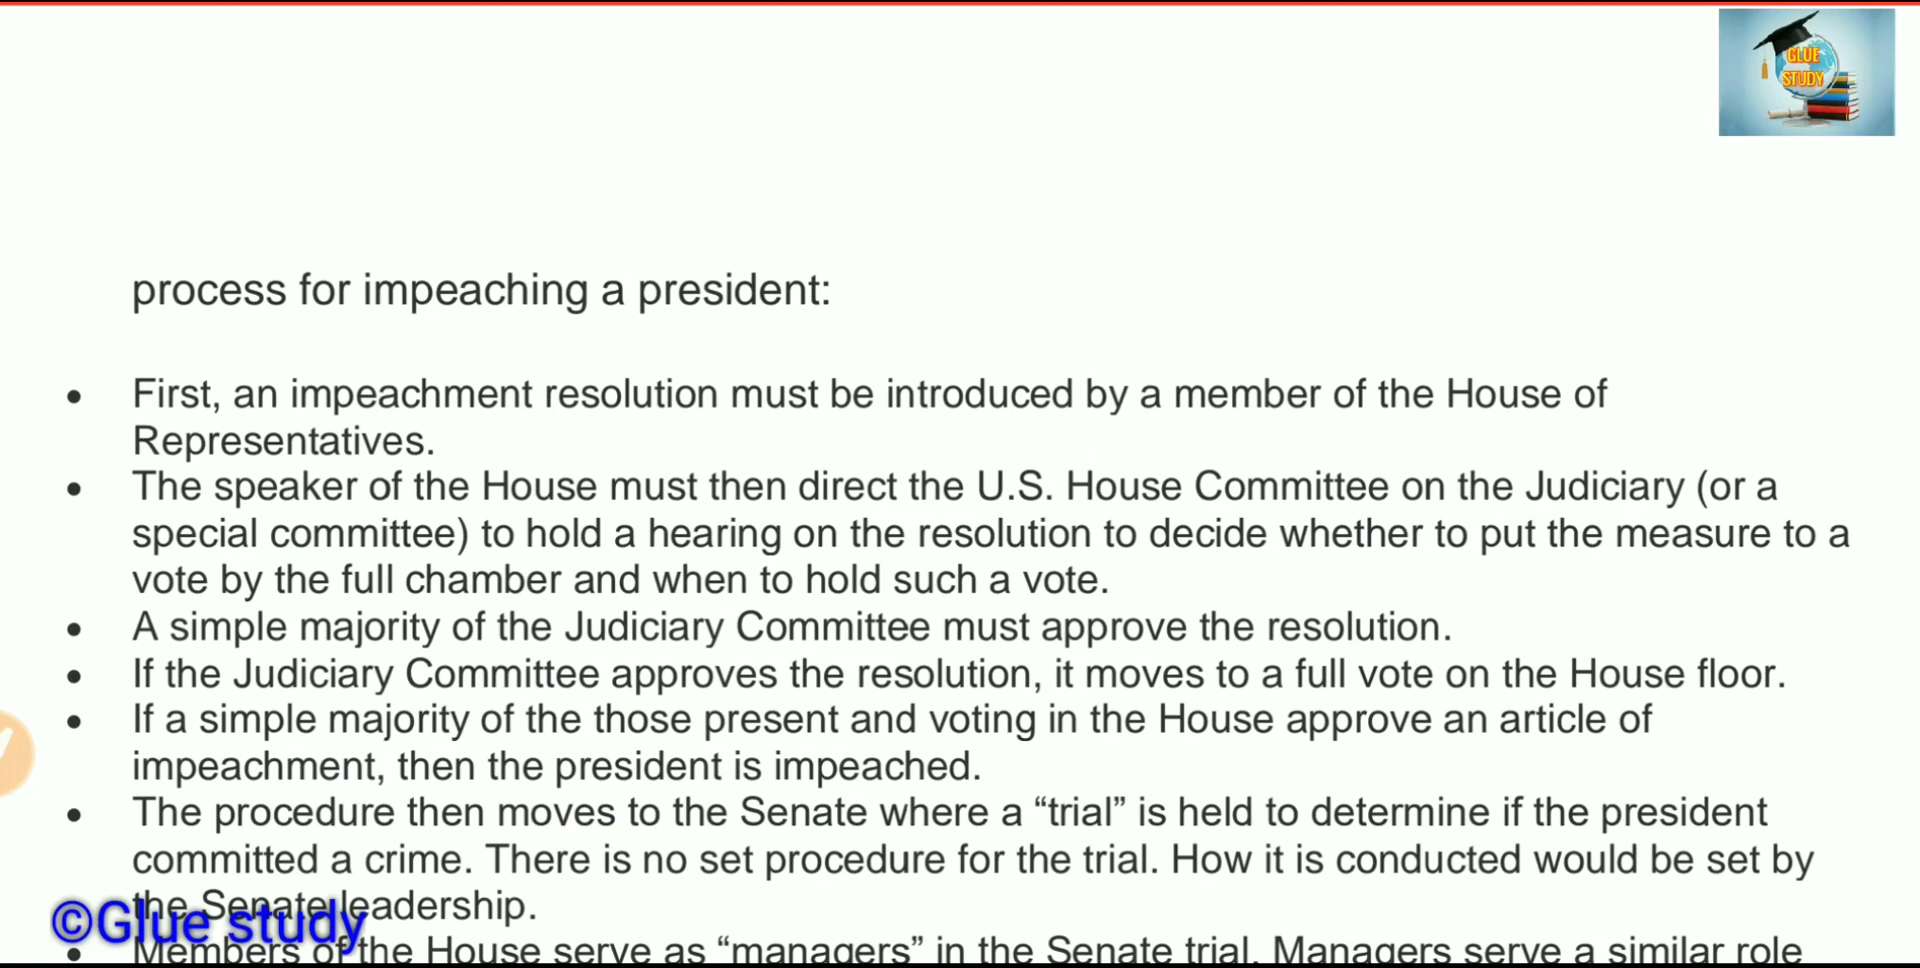 GLUE
STUDY
process for impeaching a president:
• First, an impeachment resolution must be introduced by a member of the House of
Representatives.
• The speaker of the House must then direct the U.S. House Committee on the Judiciary (or a
special committee) to hold a hearing on the resolution to decide whether to put the measure to a
vote by the full chamber and when to hold such a vote.
• A simple majority of the Judiciary Committee must approve the resolution.
• If the Judiciary Committee approves the resolution, it moves to a full vote on the House floor.
• If a simple majority of the those present and voting in the House approve an article of
impeachment, then the president is impeached.
• The procedure then moves to the Senate where a “trial” is held to determine if the president
committed a crime. There is no set procedure for the trial. How it is conducted would be set by
the Senate leadership.
©Glue study
• Members of the House serve as “managers” in the Senate trial. Managers serve a similar role